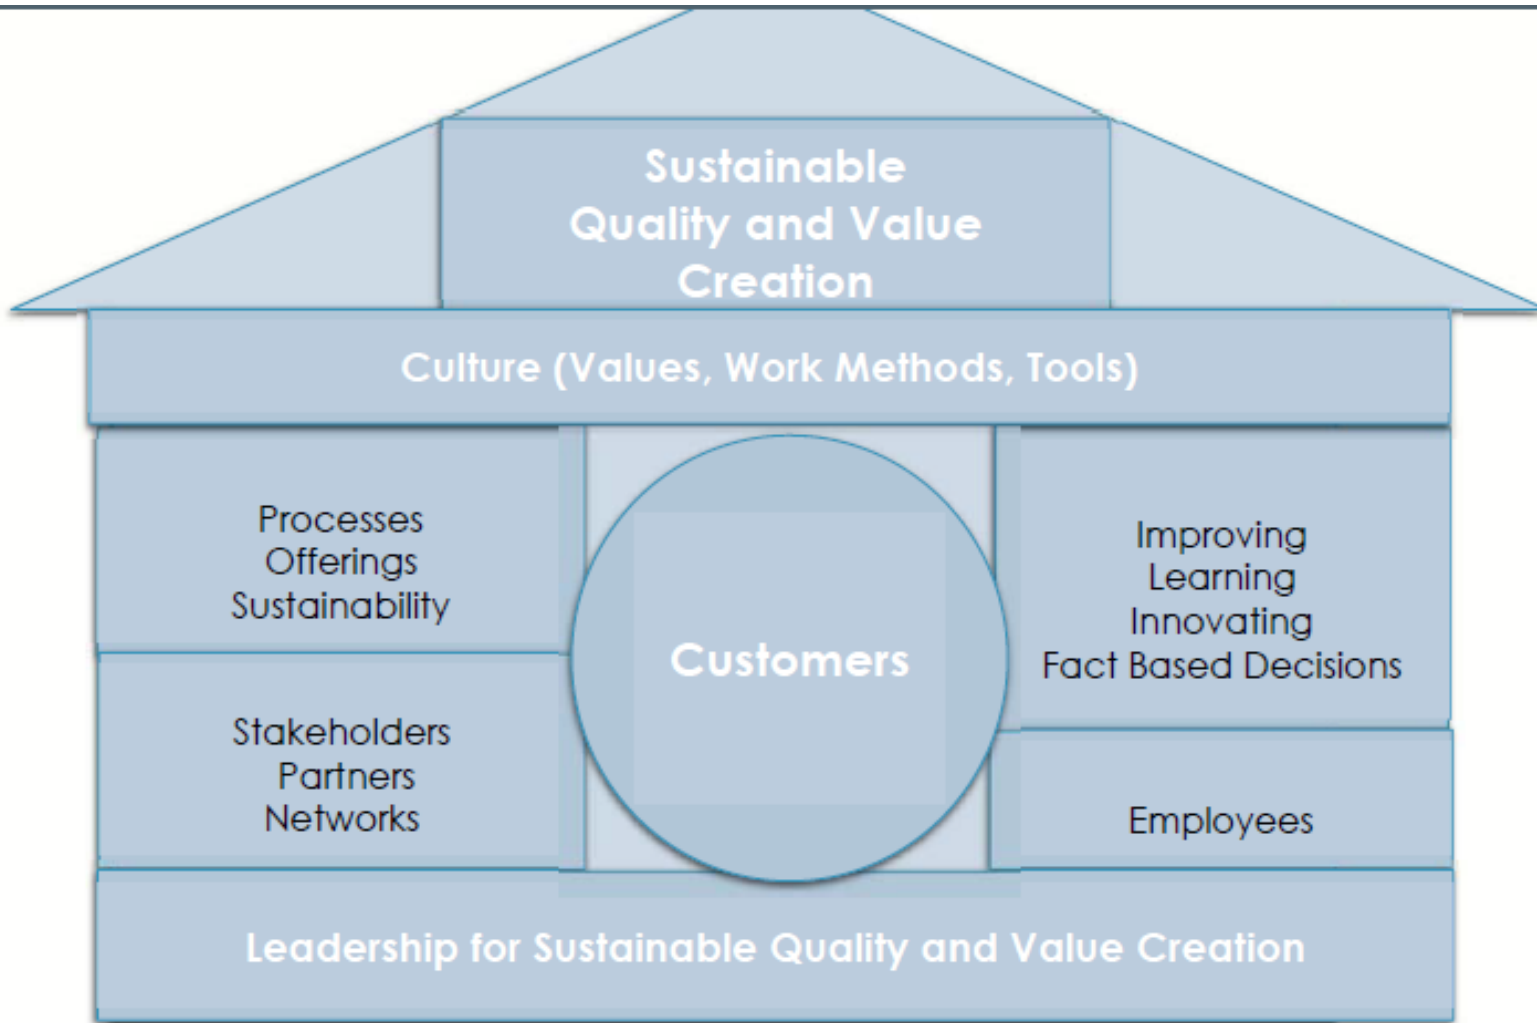 Sustainable
Quality and Value
Creation
Culture (Values, Work Methods, Tools)
Processes
Offerings
Sustainability
Stakeholders
Partners
Networks
Customers
Improving
Learning
Innovating
Fact Based Decisions
Employees
Leadership for Sustainable Quality and Value Creation